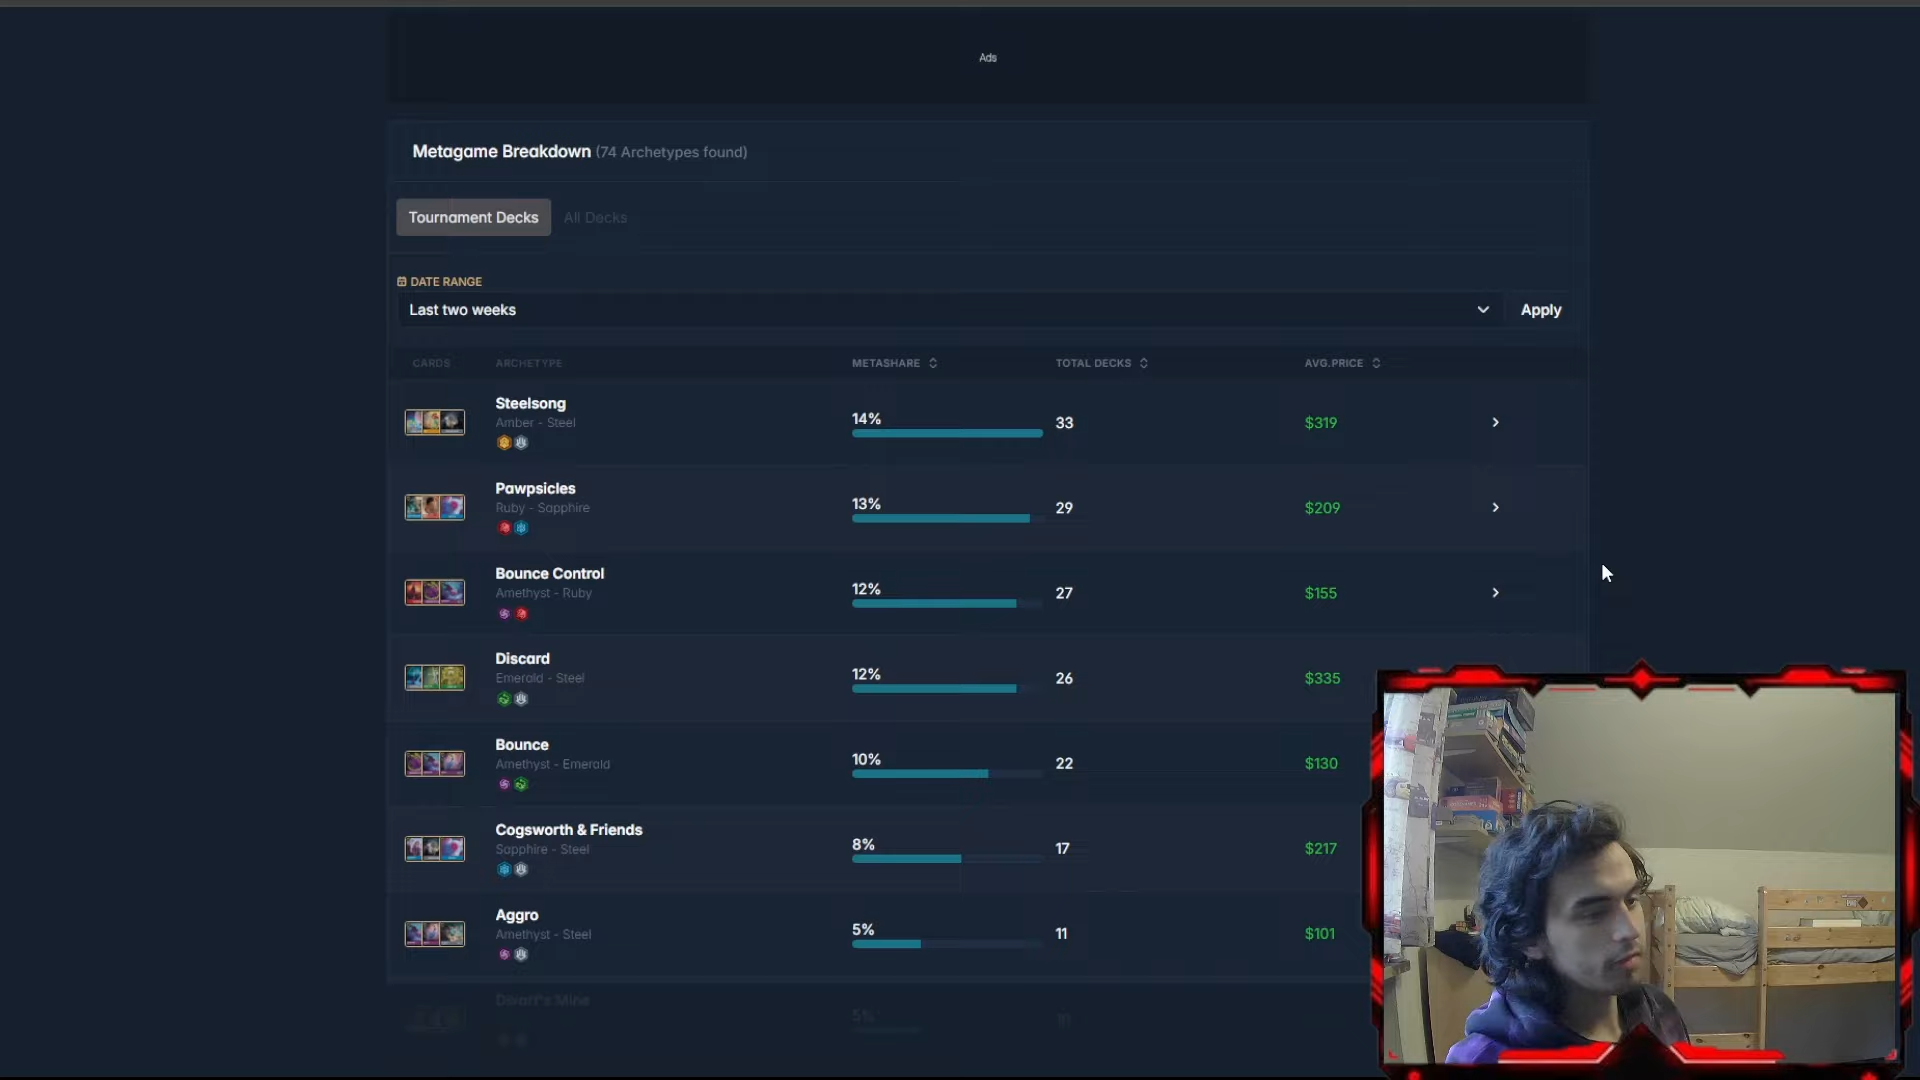 Ads
Metagame Breakdown (74 Archetypes found)
Tournament Decks All Decks
DATE RANGE
Last two weeks Apply
CARDS ARCHETYPE METASHARE TOTAL DECKS AVG.PRICE
Steelsong
Amber - Steel
14% 33 $319
Pawpsicles
Ruby - Sapphire
13% 29 $209
Bounce Control
Amethyst - Ruby
12% 27 $155
Discard
Emerald - Steel
12% 26 $335
Bounce
Amethyst - Emerald
10% 22 $130
Cogsworth & Friends
Sapphire - Steel
8% 17 $217
Aggro
Amethyst - Steel
5% 11 $101
5%